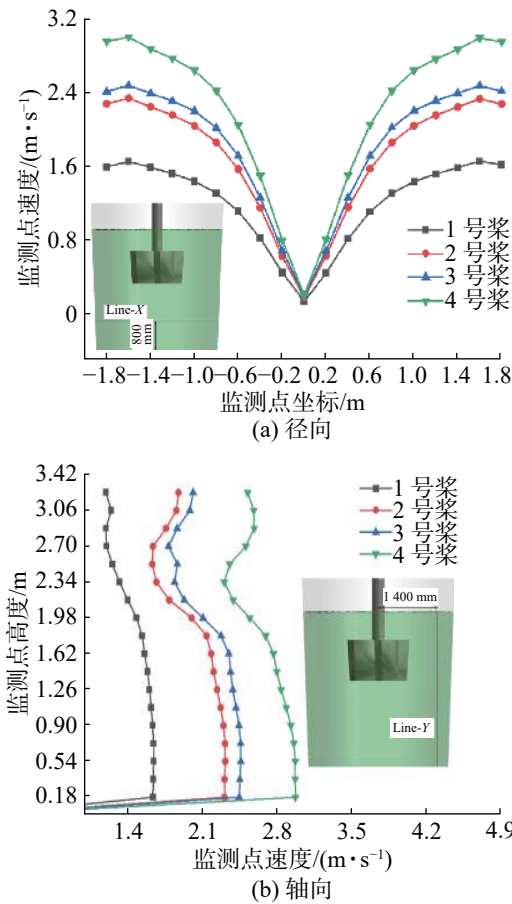 3.2
2.4
1.6
0.8
0
监测点速度/(m·s⁻¹)
Line-X
800
mm
1 号桨
2 号桨
3 号桨
4 号桨
−1.8−1.4−1.0−0.6−0.2 0.2 0.6 1.0 1.4 1.8
监测点坐标/m
(a) 径向
3.42
3.06
2.70
2.34
1.98
1.62
1.26
0.90
0.54
0.18
监测点高度/m
1 号桨
2 号桨
3 号桨
4 号桨
1 400 mm
Line-Y
1.4 2.1 2.8 3.5 4.2 4.9
监测点速度/(m·s⁻¹)
(b) 轴向